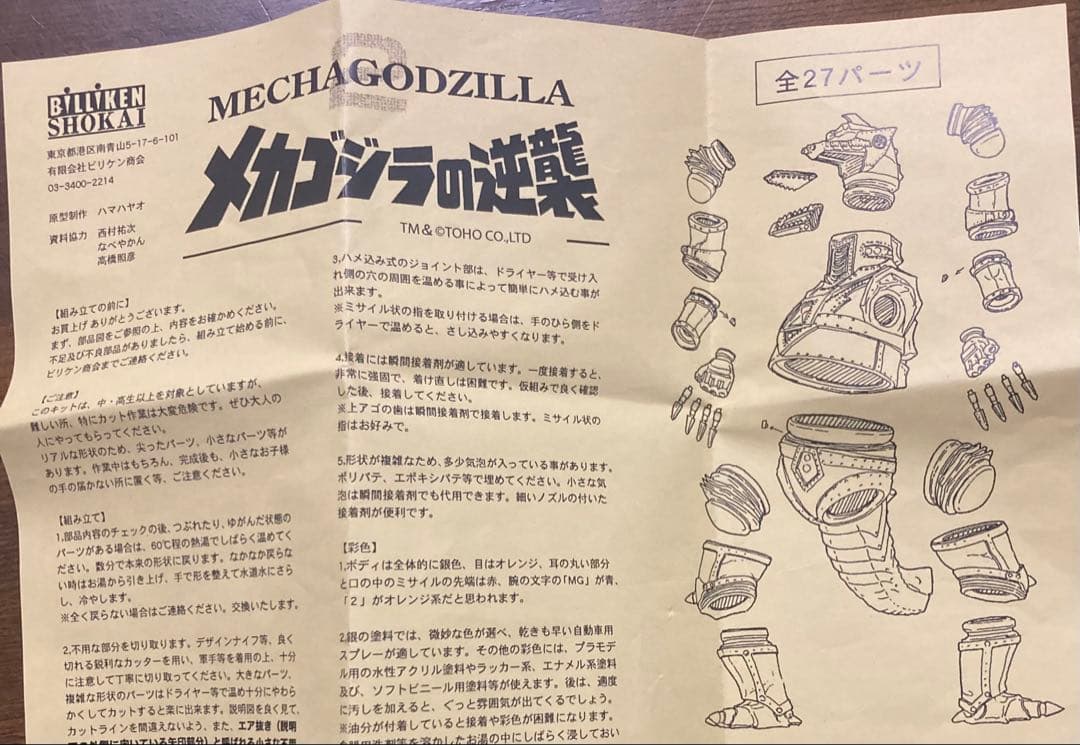 BILLIKEN
SHOKAI
東京都港区南青山5-17-6-101
有限会社ビリケン商会
03-3400-2214
原型制作 ハマハヤオ
資料協力 西村祐次
なべやかん
高橋照彦
2
MECHAGODZILLA
メカゴジラの逆襲
TM&©TOHO CO.,LTD
全27パーツ
【組み立ての前に】
お買上げありがとうございます。
まず、部品図をご参照の上、内容をお確かめください。
不足及び不良部品がありましたら、組み立て始める前に、
ビリケン商会までご連絡ください。
【ご注意】
このキットは、中・高生以上を対象としていますが、
難しい所、特にカット作業は大変危険です。ぜひ大人の
人にやってもらってください。
リアルな形状のため、尖ったパーツ、小さなパーツ等が
あります。作業中はもちろん、完成後も、小さなお子様
の手の届かない所に置く等、ご注意ください。
【組み立て】
1,部品内容のチェックの後、つぶれたり、ゆがんだ状態の
パーツがある場合は、60℃程の熱湯でしばらく温めてく
ださい。数分で本来の形状に戻ります。なかなか戻らな
い時はお湯から引き上げ、手で形を整えて水道水にさら
し、冷やします。
※全く戻らない場合はご連絡ください。交換いたします。
2,不用な部分を切り取ります。デザインナイフ等、良く
切れる鋭利なカッターを用い、軍手等を着用の上、十分
に注意して丁寧に切り取ってください。大きなパーツ、
複雑な形状のパーツはドライヤー等で温め十分にやわら
かくしてカットすると楽に出来ます。説明図を良く見て、
カットラインを間違えないよう、また、エア抜き(説明
3,ハメ込み式のジョイント部は、ドライヤー等で受け入
れ側の穴の周囲を温める事によって簡単にハメ込む事が
出来ます。
※ミサイル状の指を取り付ける場合は、手のひら側をド
ライヤーで温めると、さし込みやすくなります。
4,接着には瞬間接着剤が適しています。一度接着すると、
非常に強固で、着け直しは困難です。仮組みで良く確認
した後、接着してください。
※上アゴの歯は瞬間接着剤で接着します。ミサイル状の
指はお好みで。
5,形状が複雑なため、多少気泡が入っている事があります。
ポリパテ、エポキシパテ等で埋めてください。小さな気
泡は瞬間接着剤でも代用できます。細いノズルの付いた
接着剤が便利です。
【彩色】
1,ボディは全体的に銀色、目はオレンジ、耳の丸い部分
と口の中のミサイルの先端は赤、腕の文字の「MG」が青、
「2」がオレンジ系だと思われます。
2,銀の塗料では、微妙な色が選べ、乾きも早い自動車用
スプレーが適しています。その他の彩色には、プラモデ
ル用の水性アクリル塗料やラッカー系、エナメル系塗料
及び、ソフトビニール用塗料等が使えます。後は、適度
に汚しを加えると、ぐっと雰囲気が出てくるでしょう。
※油分が付着していると接着や彩色が困難になります。